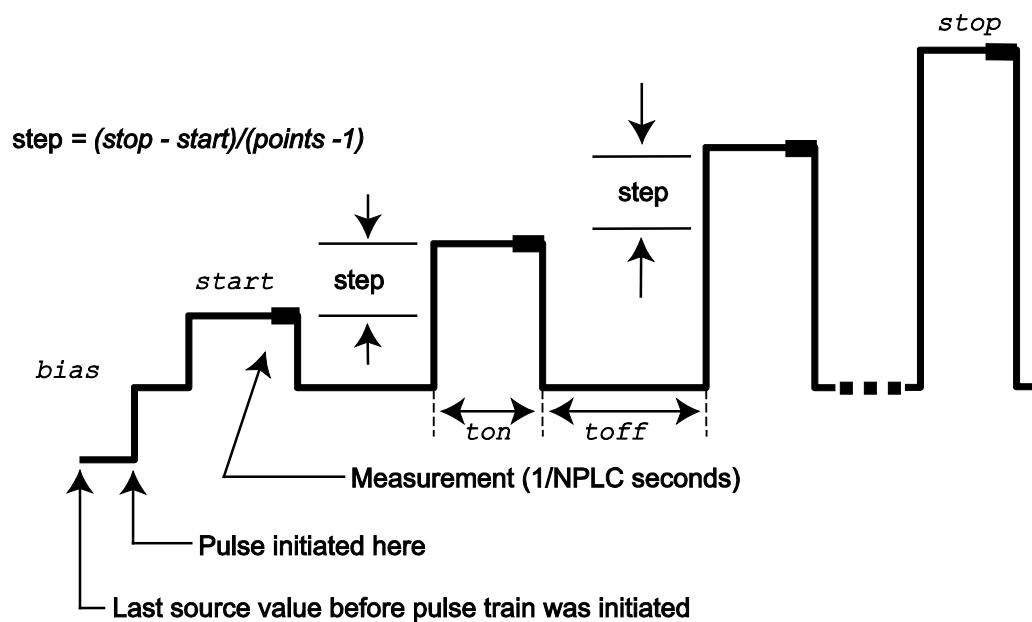 stop
step = (stop - start)/(points -1)
step
step
start
bias
ton
toff
Measurement (1/NPLC seconds)
Pulse initiated here
Last source value before pulse train was initiated